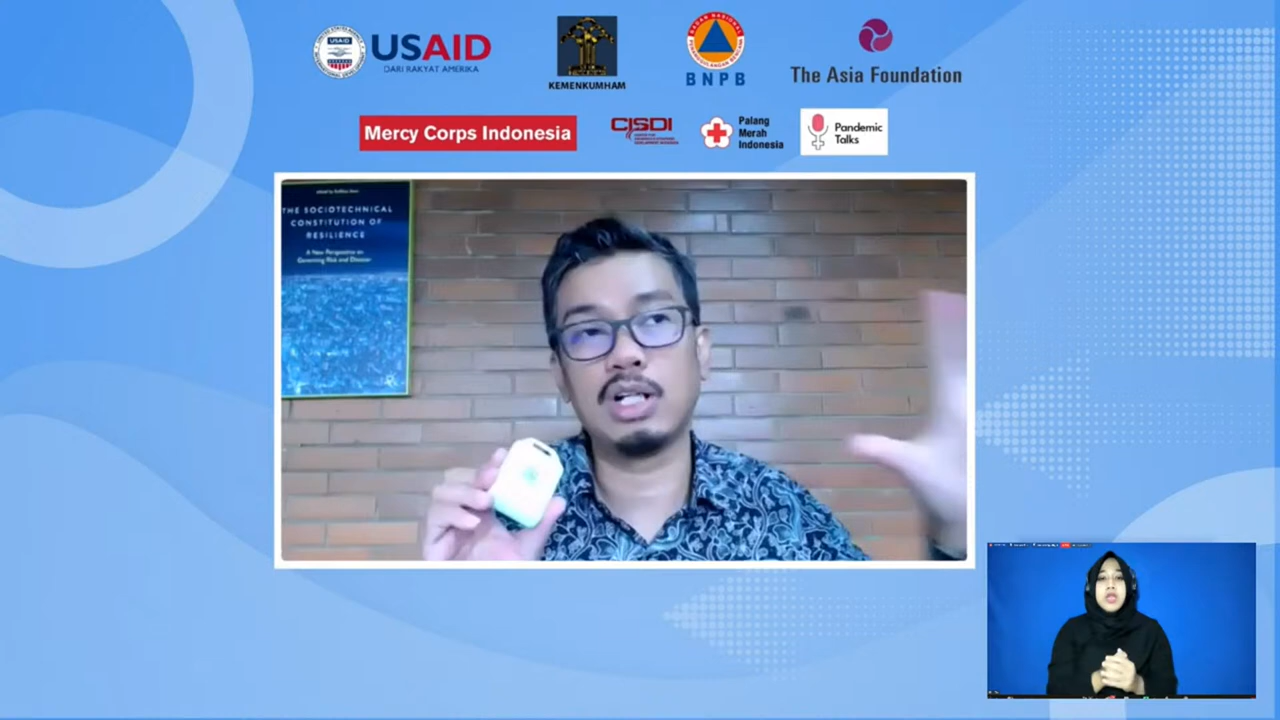 USAID
DARI RAKYAT AMERIKA
KEMENKUMHAM
BNPB
The Asia Foundation
Mercy Corps Indonesia
CISDI
Palang
Merah
Indonesia
Pandemic
Talks
THE SOCIOTECHNICAL
CONSTITUTION OF
RESILIENCE
A New Perspective on
Governing Risk and Disaster